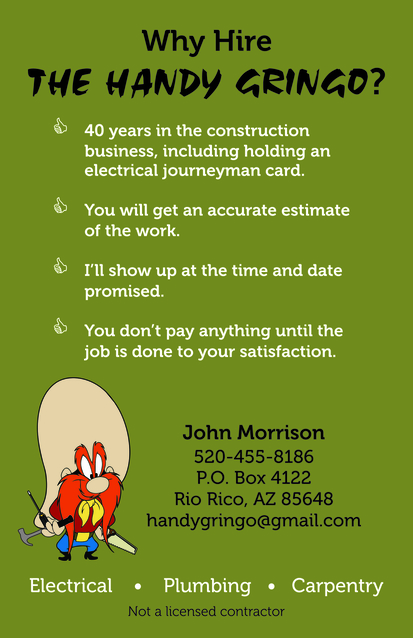 Why Hire
THE HANDY GRINGO?
40 years in the construction
business, including holding an
electrical journeyman card.
You will get an accurate estimate
of the work.
I'll show up at the time and date
promised.
You don't pay anything until the
job is done to your satisfaction.
John Morrison
520-455-8186
P.O. Box 4122
Rio Rico, AZ 85648
handygringo@gmail.com
Electrical • Plumbing • Carpentry
Not a licensed contractor